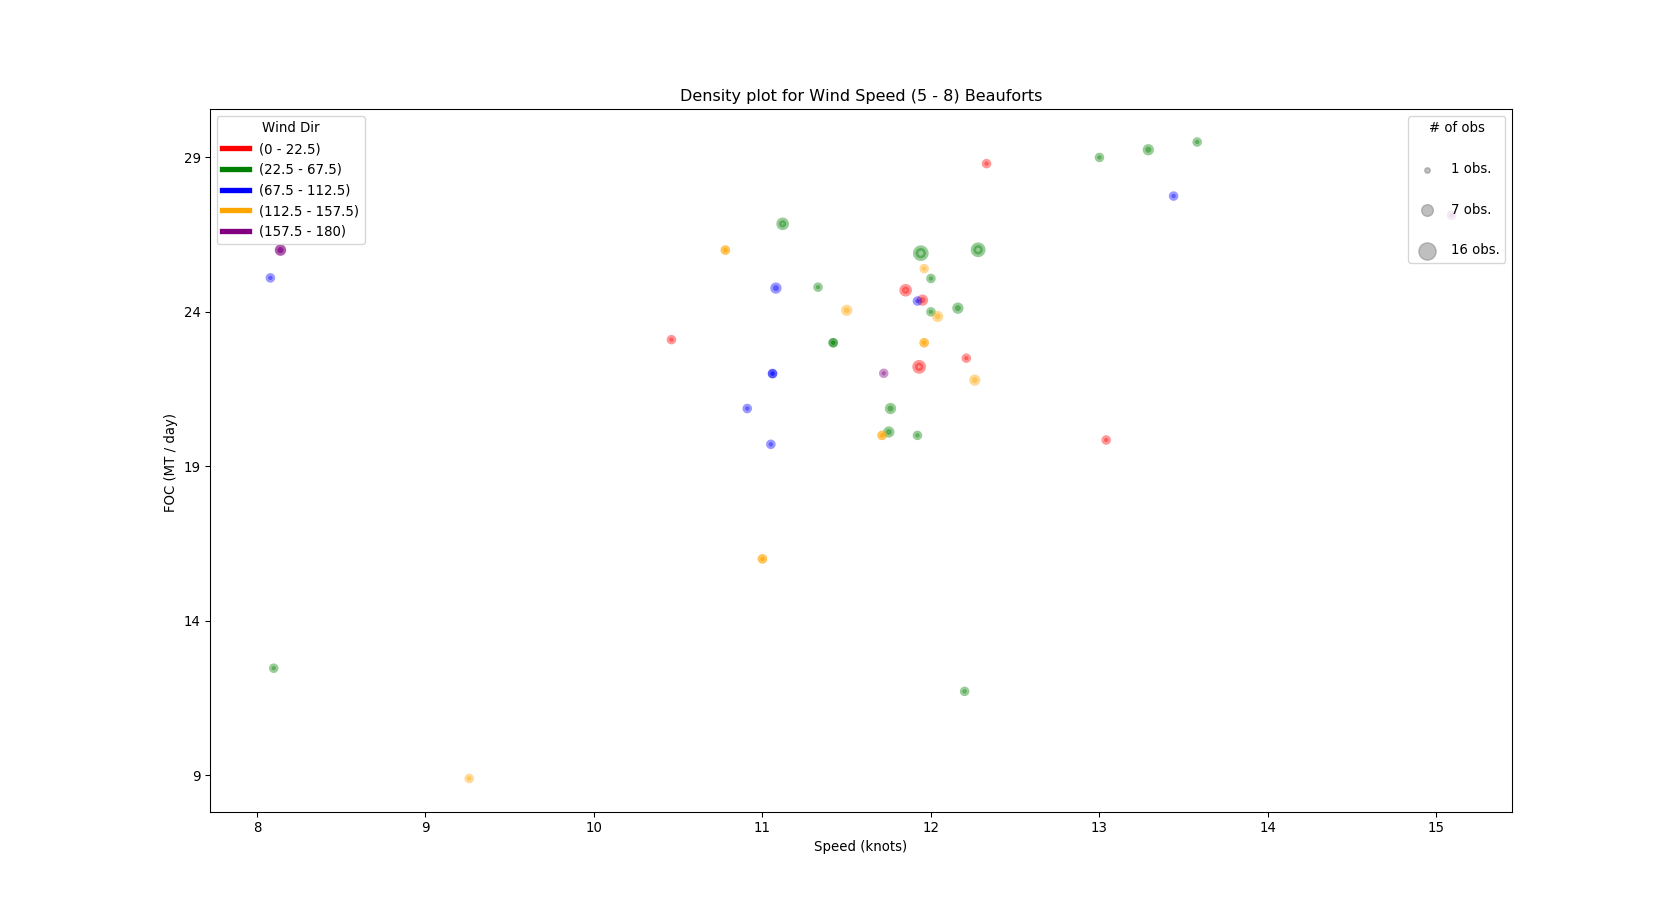 Density plot for Wind Speed (5 - 8) Beauforts
Wind Dir
(0 - 22.5)
(22.5 - 67.5)
(67.5 - 112.5)
(112.5 - 157.5)
(157.5 - 180)
# of obs
1 obs.
7 obs.
16 obs.
29
24
19
14
9
FOC (MT / day)
8 9 10 11 12 13 14 15
Speed (knots)